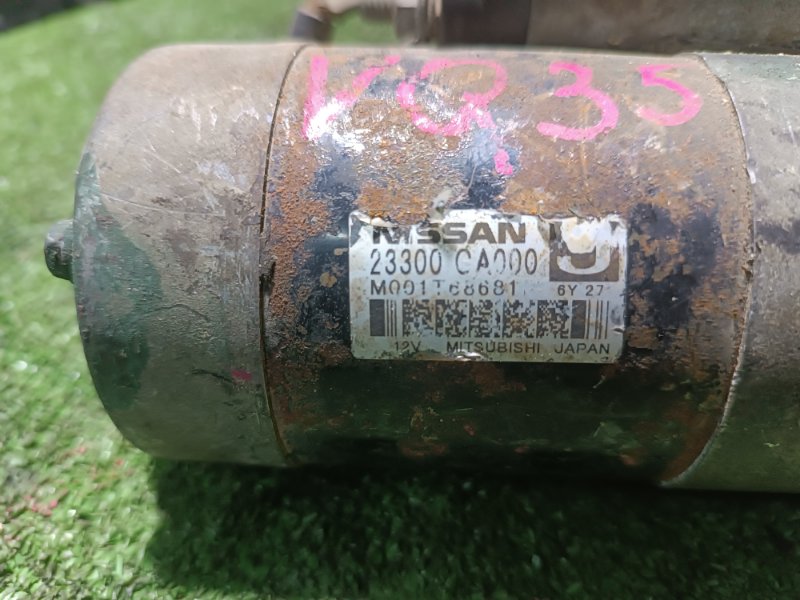 VQ35
NISSAN
23300 CA000
M001T68681 6Y 27
12V MITSUBISHI JAPAN